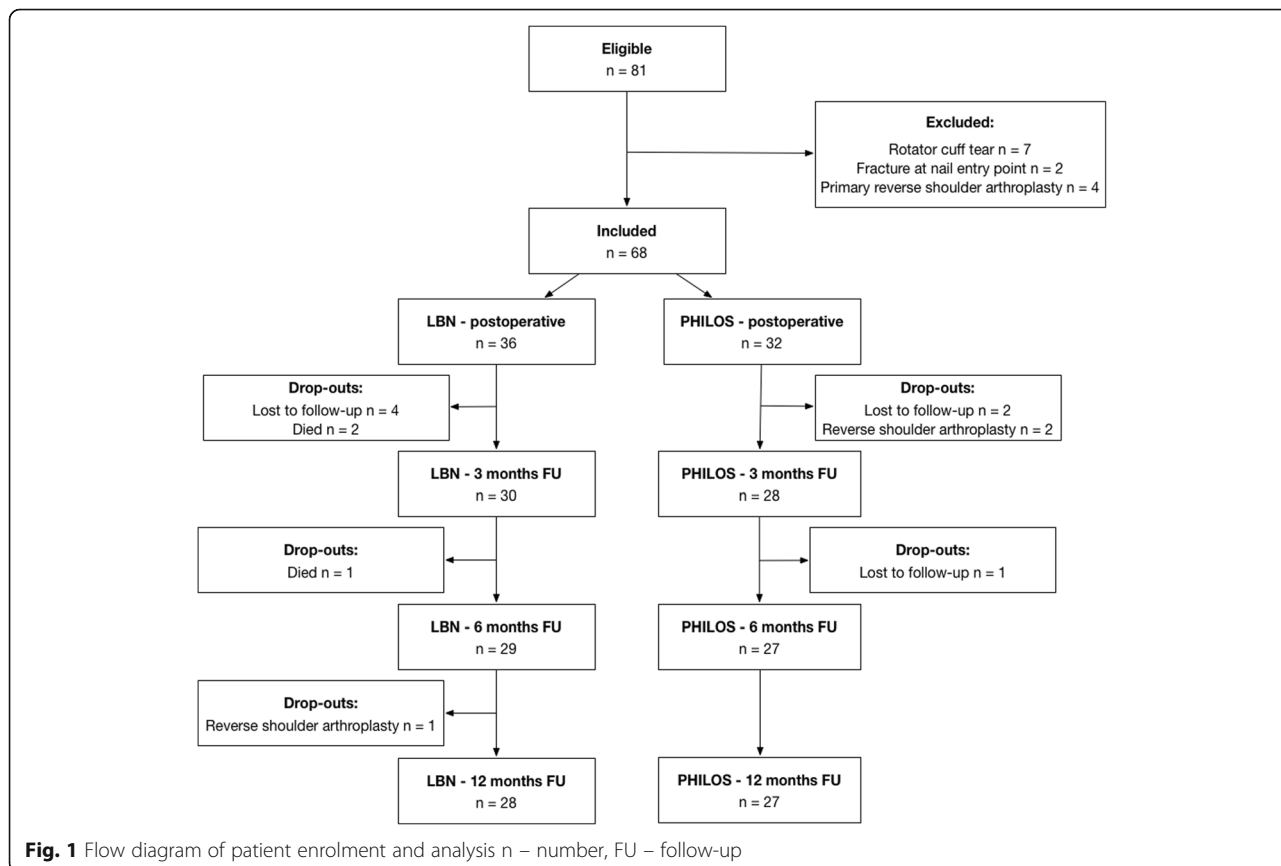 Eligible
n = 81
Excluded:
Rotator cuff tear n = 7
Fracture at nail entry point n = 2
Primary reverse shoulder arthroplasty n = 4
Included
n = 68
LBN - postoperative
n = 36
PHILOS - postoperative
n = 32
Drop-outs:
Lost to follow-up n = 4
Died n = 2
Drop-outs:
Lost to follow-up n = 2
Reverse shoulder arthroplasty n = 2
LBN - 3 months FU
n = 30
PHILOS - 3 months FU
n = 28
Drop-outs:
Died n = 1
Drop-outs:
Lost to follow-up n = 1
LBN - 6 months FU
n = 29
PHILOS - 6 months FU
n = 27
Drop-outs:
Reverse shoulder arthroplasty n = 1
LBN - 12 months FU
n = 28
PHILOS - 12 months FU
n = 27
Fig. 1 Flow diagram of patient enrolment and analysis n – number, FU – follow-up